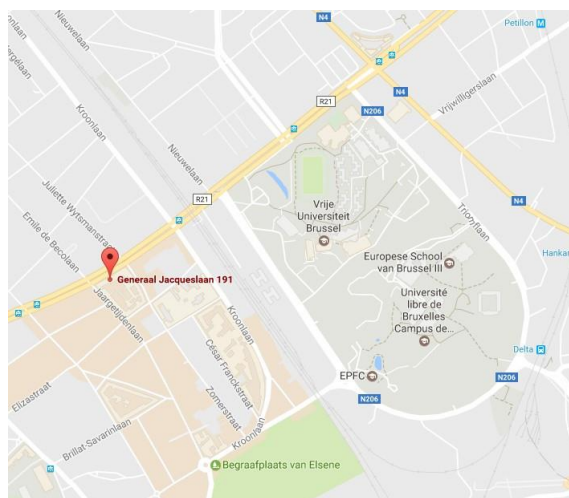 Petillon
N4
Nieuwelaan
Kroonlaan
R21
N206
Vrijwilligerslaan
Nieuwelaan
N4
Juliette Wytsmanstraat
R21
Vrije
Universiteit
Brussel
Triomflaan
N4
Emile de Becolaan
Europese School
van Brussel III
Generaal Jacqueslaan 191
Jaargetijdenlaan
Université
libre de
Bruxelles
Campus de...
Kroonlaan
César Franckstraat
Delta
EPFC
N206
Zomerstraat
N206
Elizastraat
Kroonlaan
Brillat-Savarinlaan
Begraafplaats van Elsene